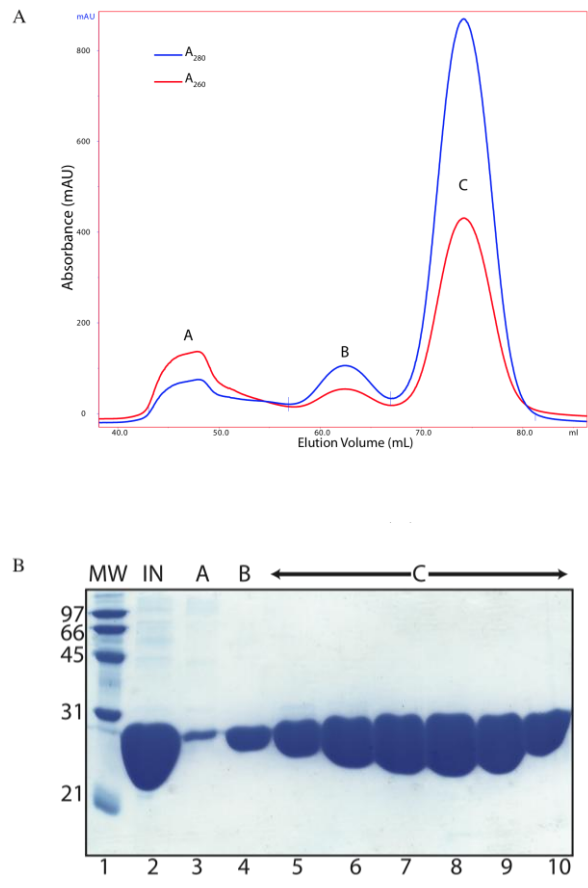 A
mAU
A280
A260
800
600
400
200
0
Absorbance (mAU)
A
B
C
40.0
50.0
60.0
70.0
80.0
ml
Elution Volume (mL)
B
MW IN A B C
97
66
45
31
21
1 2 3 4 5 6 7 8 9 10